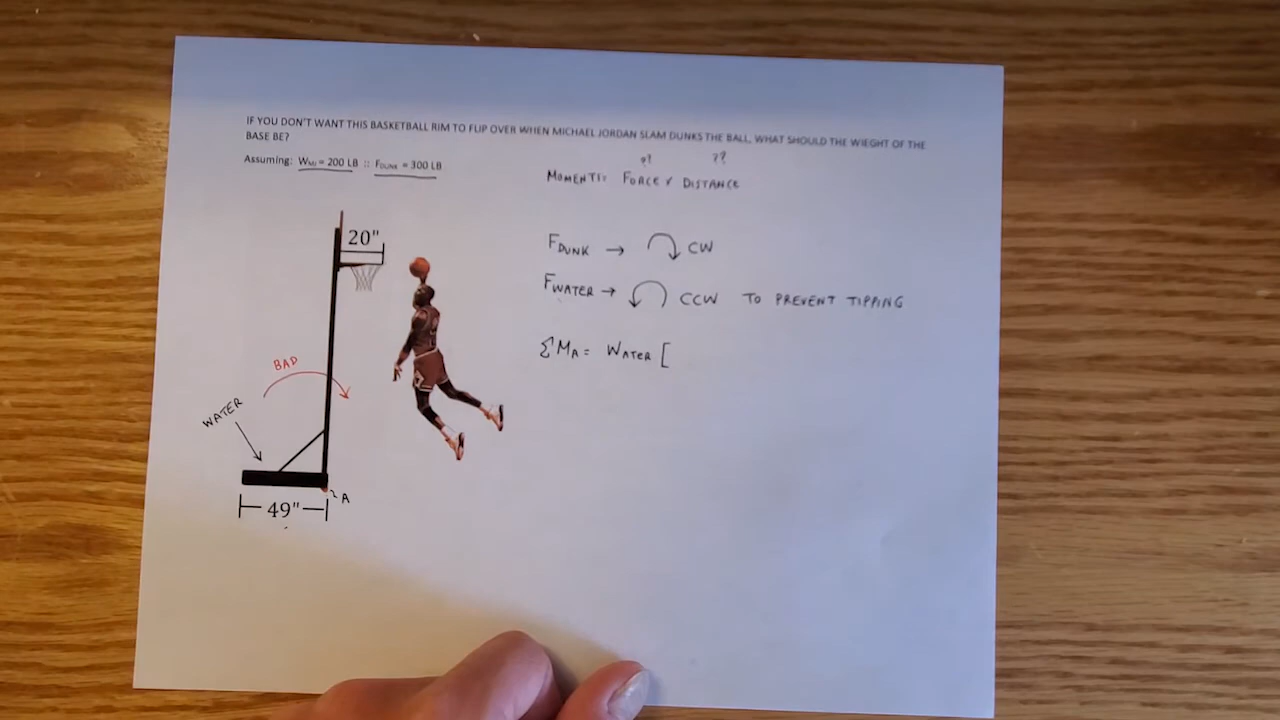 IF YOU DON'T WANT THIS BASKETBALL RIM TO FLIP OVER WHEN MICHAEL JORDAN SLAM DUNKS THE BALL, WHAT SHOULD THE WIEGHT OF THE
BASE BE?
Assuming: WMJ = 200 LB :: FDUNK = 300 LB
?? ??
MOMENTS: FORCE x DISTANCE
20"
FDUNK → CW
FWATER → CCW TO PREVENT TIPPING
ΣMA = WATER [
BAD
WATER
A
49"